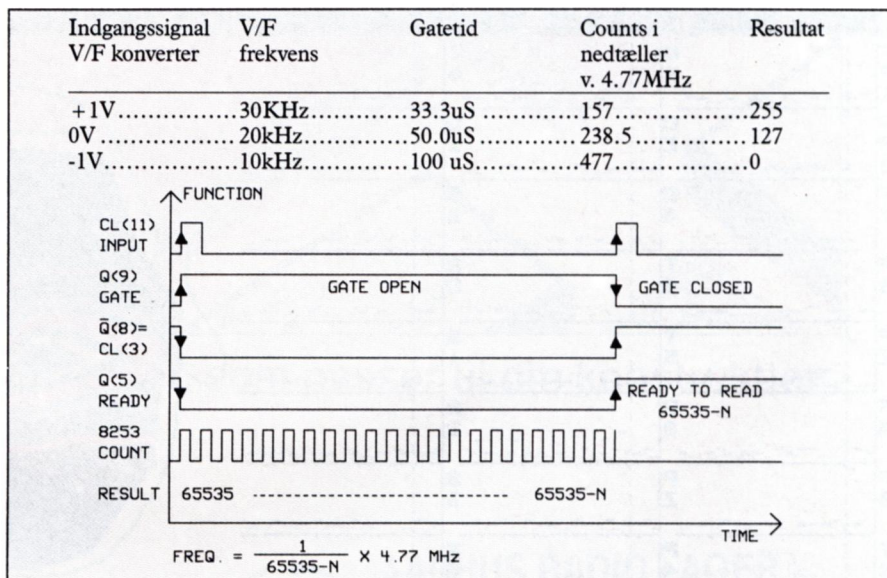 Indgangssignal V/F Gatetid Counts i Resultat
V/F konverter frekvens nedtæller
v. 4.77MHz
+1V..................30KHz...............33.3uS ...............157.....................255
0V .....................20kHz...............50.0uS ...............238.5..................127
-1V.....................10kHz...............100 uS................477.....................0
FUNCTION
CL(11)
INPUT
Q(9) GATE OPEN GATE CLOSED
GATE
Q̅(8)=
CL(3)
Q(5) READY TO READ
READY 65535-N
8253
COUNT
RESULT 65535 ------------------------ 65535-N
TIME
FREQ. = 1 X 4.77 MHz
65535-N